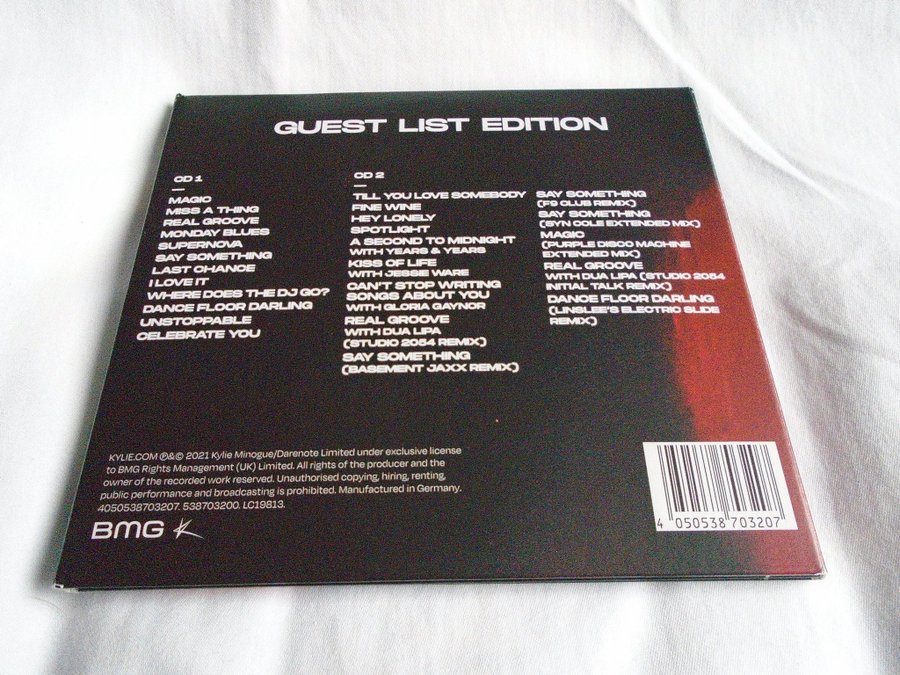 GUEST LIST EDITION
CD 1
MAGIC
MISS A THING
REAL GROOVE
MONDAY BLUES
SUPERNOVA
SAY SOMETHING
LAST CHANCE
I LOVE IT
WHERE DOES THE DJ GO?
DANCE FLOOR DARLING
UNSTOPPABLE
CELEBRATE YOU
CD 2
TILL YOU LOVE SOMEBODY
FINE WINE
HEY LONELY
SPOTLIGHT
A SECOND TO MIDNIGHT
WITH YEARS & YEARS
KISS OF LIFE
WITH JESSIE WARE
CAN'T STOP WRITING
SONGS ABOUT YOU
WITH GLORIA GAYNOR
REAL GROOVE
WITH DUA LIPA
(STUDIO 2054 REMIX)
SAY SOMETHING
(BASEMENT JAXX REMIX)
SAY SOMETHING
(F9 CLUB REMIX)
SAY SOMETHING
(SYN COLE EXTENDED MIX)
MAGIC
(PURPLE DISCO MACHINE
EXTENDED MIX)
REAL GROOVE
WITH DUA LIPA (STUDIO 2054
INITIAL TALK REMIX)
DANCE FLOOR DARLING
(LINSLEE'S ELECTRIC SLIDE
REMIX)
KYLIE.COM ℗&© 2021 Kylie Minogue/Darenote Limited under exclusive license
to BMG Rights Management (UK) Limited. All rights of the producer and the
owner of the recorded work reserved. Unauthorised copying, hiring, renting,
public performance and broadcasting is prohibited. Manufactured in Germany.
4050538703207. 538703200. LC19813.
BMG K
4 050538 703207